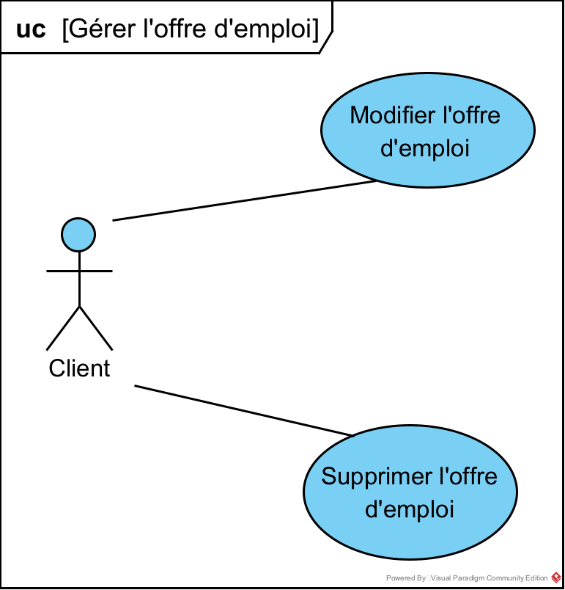 uc [Gérer l'offre d'emploi]
Modifier l'offre
d'emploi
Client
Supprimer l'offre
d'emploi
Powered By: Visual Paradigm Community Edition